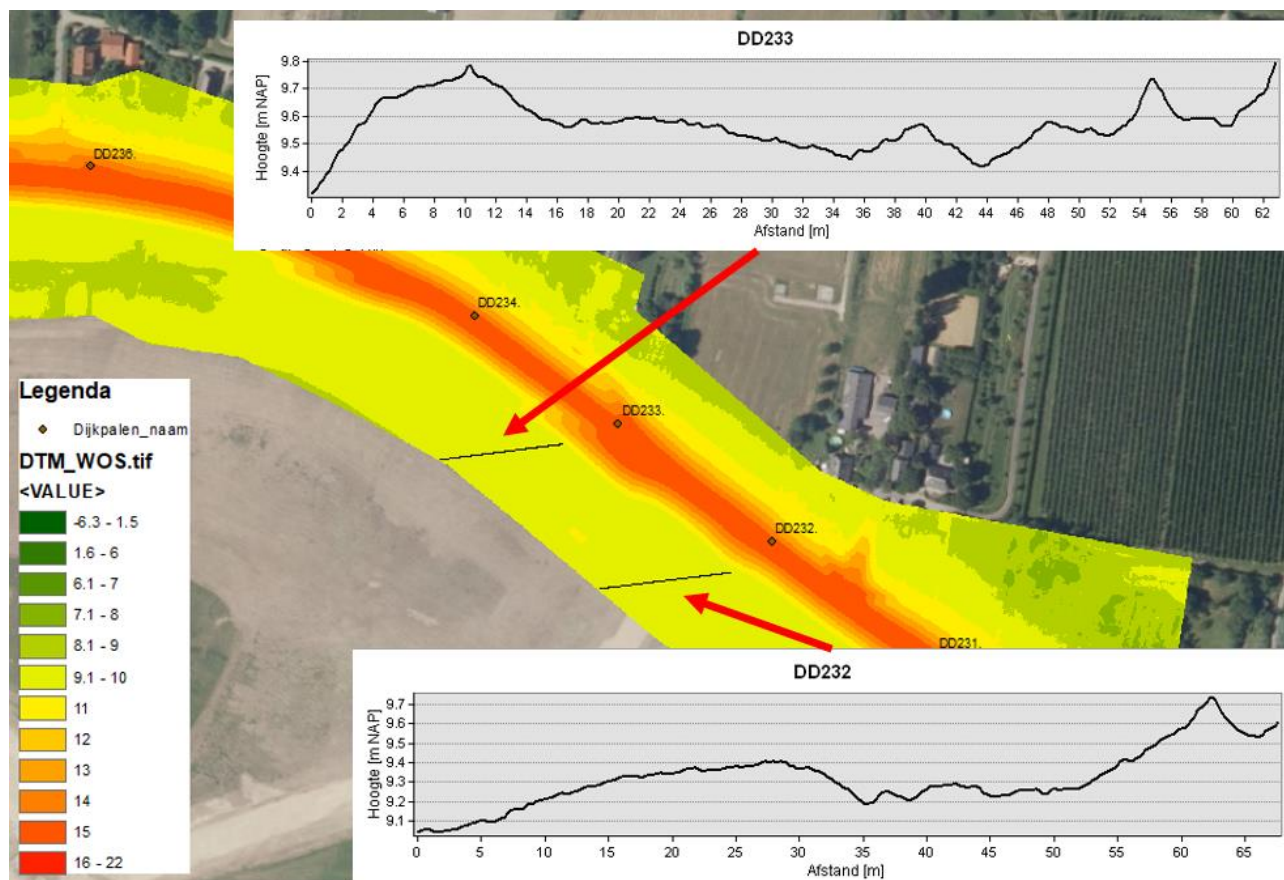 DD233
Hoogte [m NAP]
9.8
9.7
9.6
9.5
9.4
0 2 4 6 8 10 12 14 16 18 20 22 24 26 28 30 32 34 36 38 40 42 44 46 48 50 52 54 56 58 60 62
Afstand [m]
DD236.
DD234.
DD233.
DD232.
DD231.
Legenda
Dijkpalen_naam
DTM_WOS.tif
<VALUE>
-6.3 - 1.5
1.6 - 6
6.1 - 7
7.1 - 8
8.1 - 9
9.1 - 10
11
12
13
14
15
16 - 22
DD232
Hoogte [m NAP]
9.7
9.6
9.5
9.4
9.3
9.2
9.1
0 5 10 15 20 25 30 35 40 45 50 55 60 65
Afstand [m]